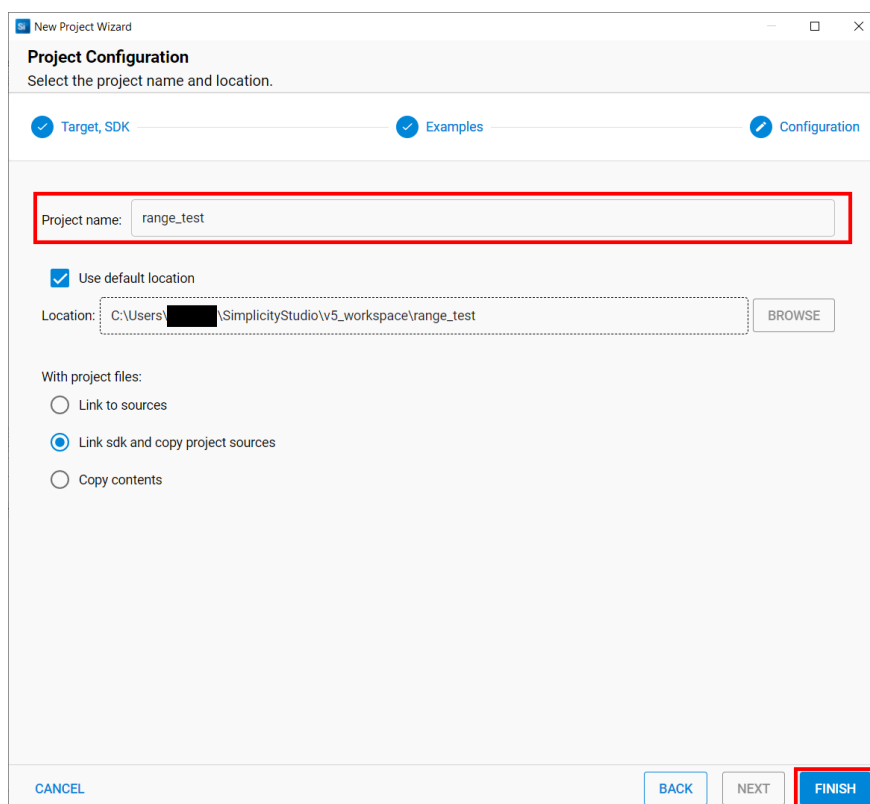 Si New Project Wizard
Project Configuration
Select the project name and location.
Target, SDK Examples Configuration
Project name: range_test
Use default location
Location: C:\Users\ \SimplicityStudio\v5_workspace\range_test BROWSE
With project files:
Link to sources
Link sdk and copy project sources
Copy contents
CANCEL BACK NEXT FINISH